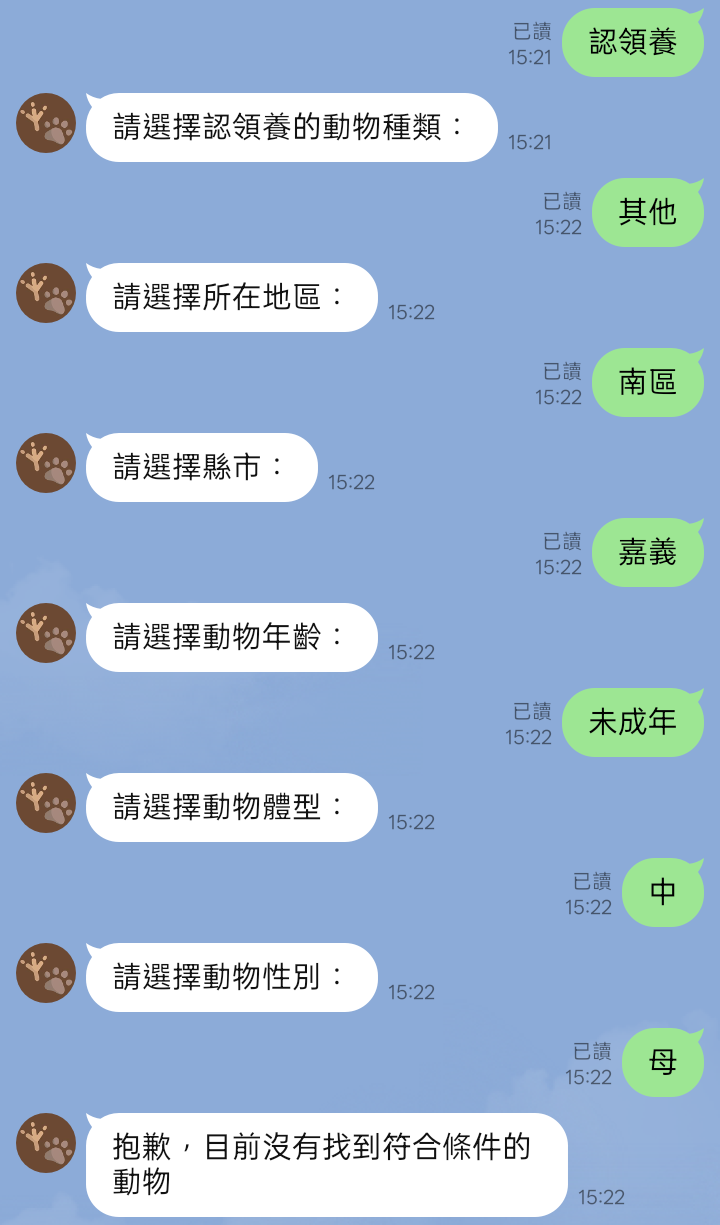 已讀
15:21
認領養
請選擇認領養的動物種類：
15:21
已讀
15:22
其他
請選擇所在地區：
15:22
已讀
15:22
南區
請選擇縣市：
15:22
已讀
15:22
嘉義
請選擇動物年齡：
15:22
已讀
15:22
未成年
請選擇動物體型：
15:22
已讀
15:22
中
請選擇動物性別：
15:22
已讀
15:22
母
抱歉，目前沒有找到符合條件的
動物
15:22